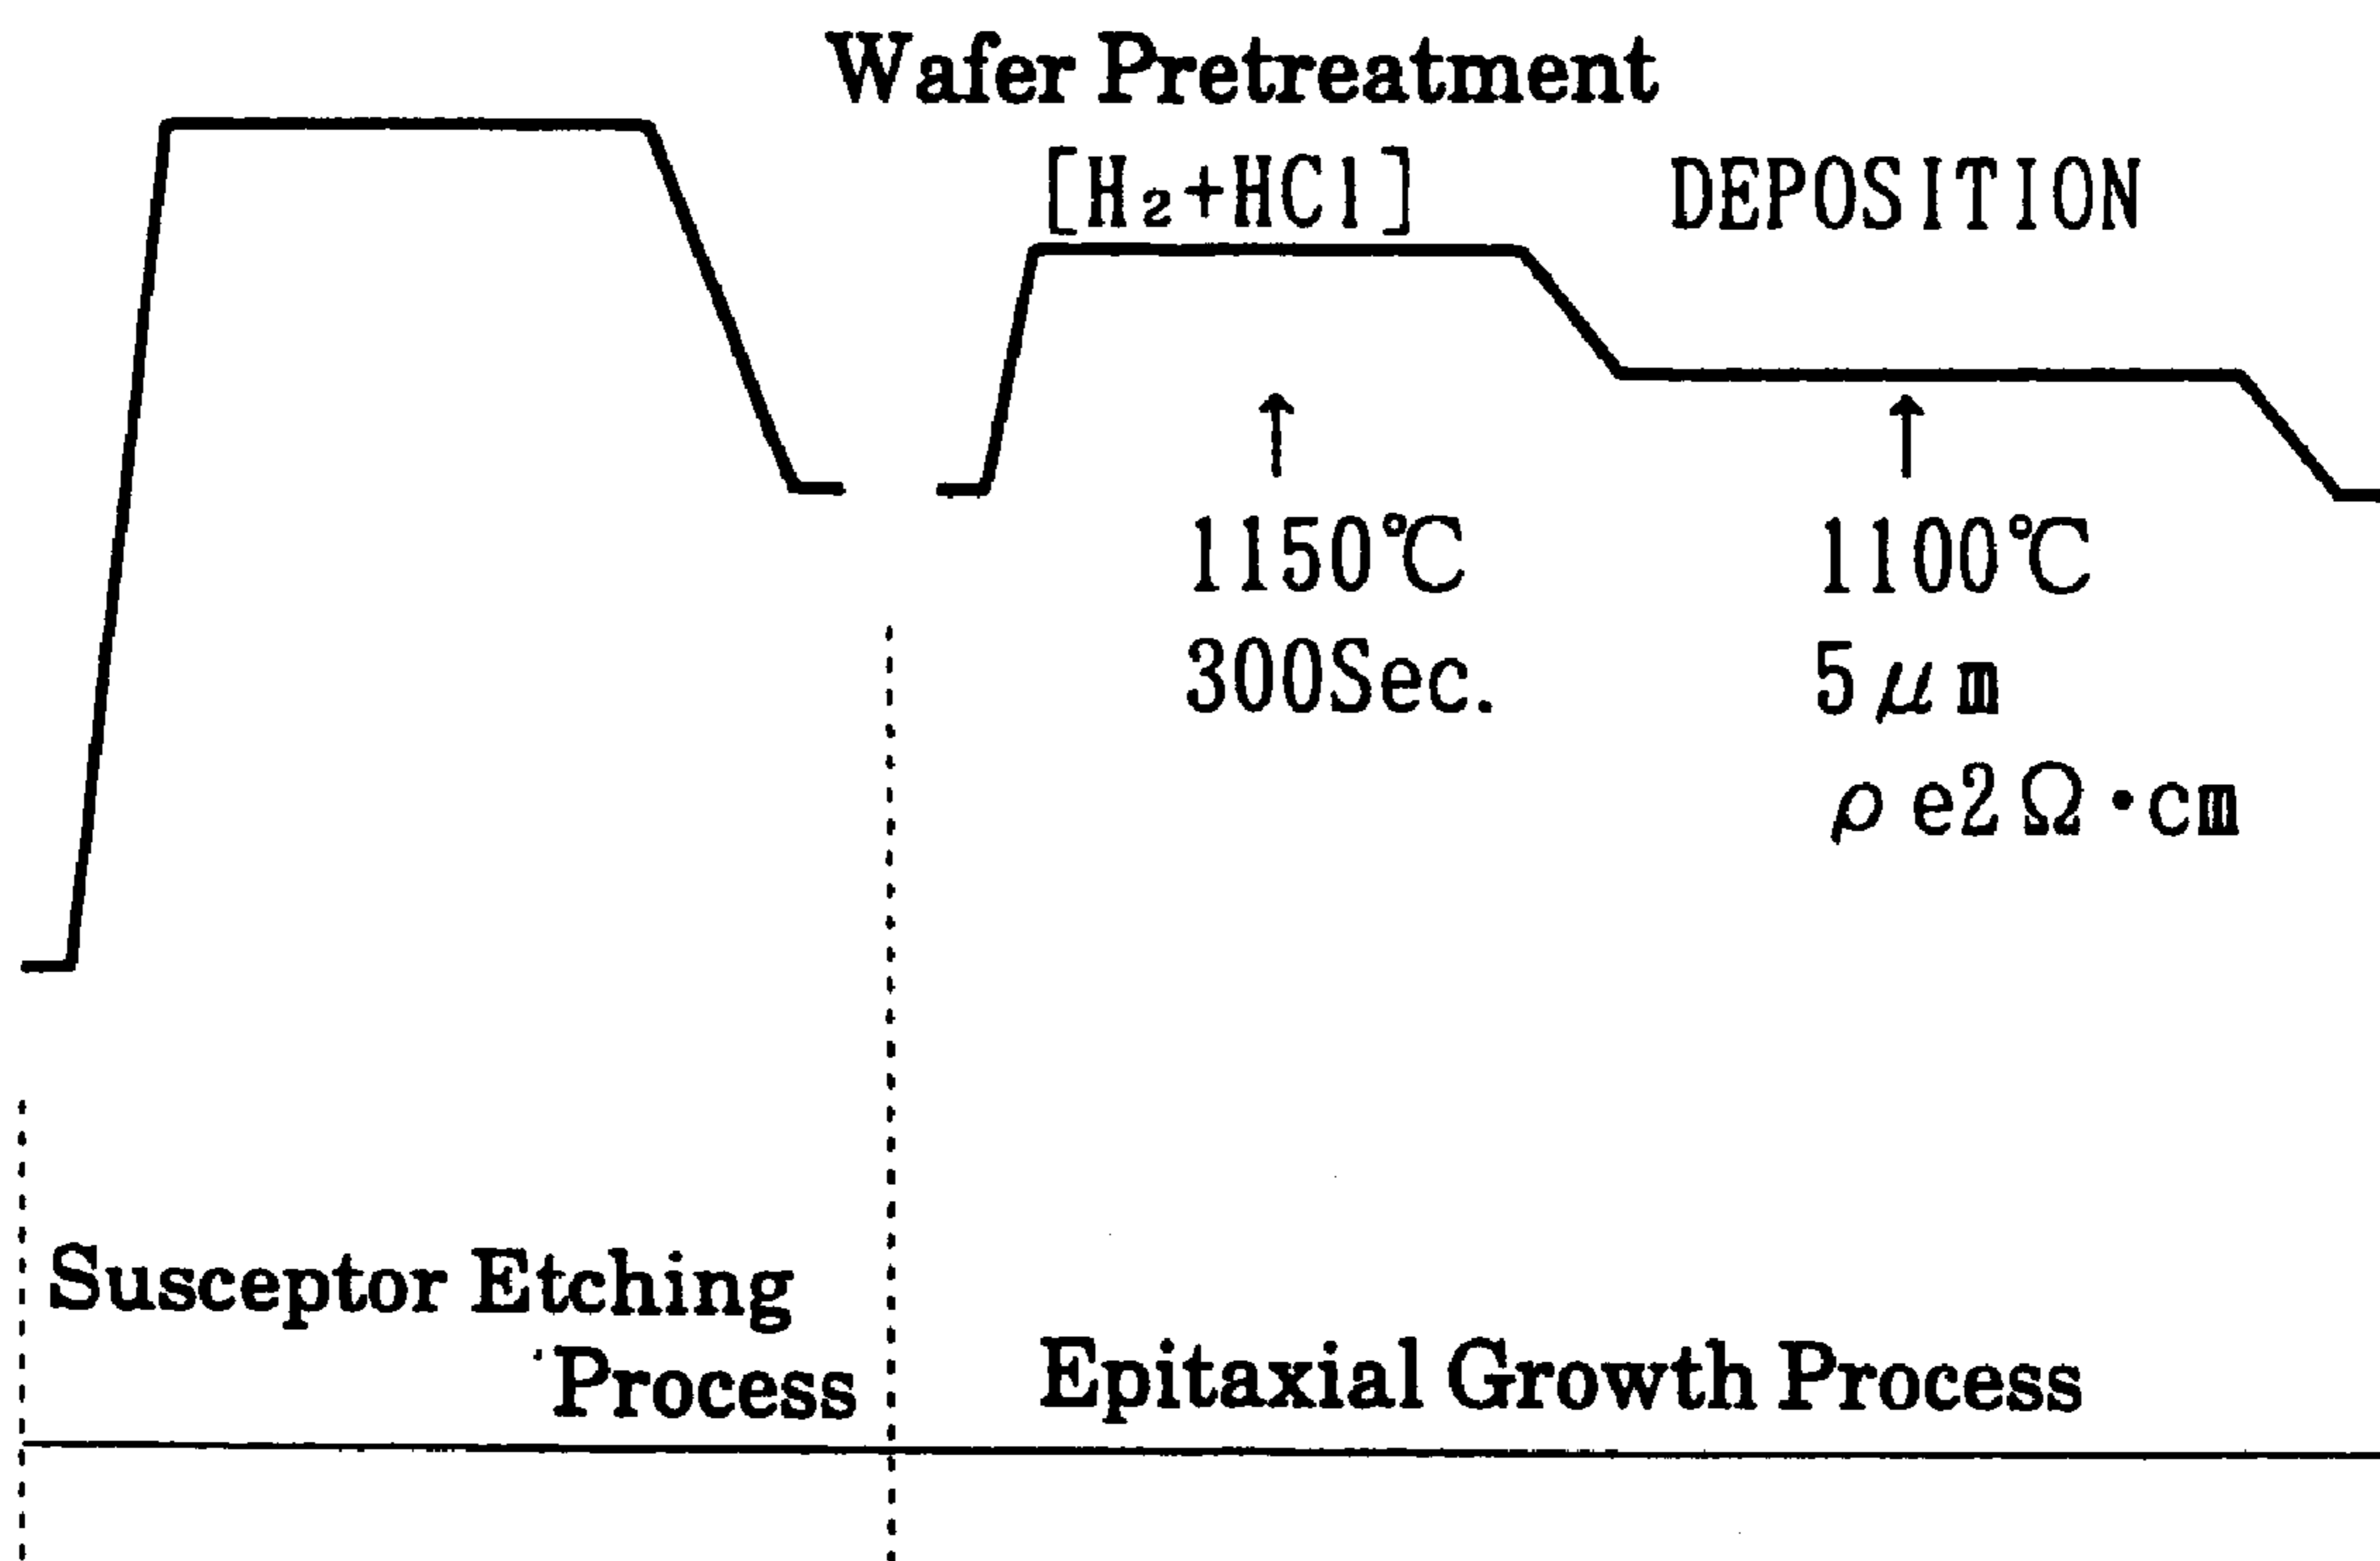 Wafer Pretreatment
[H₂+HCl]
DEPOSITION
1150℃
300Sec.
1100℃
5μm
ρe2Ω·cm
Susceptor Etching
Process
Epitaxial Growth Process